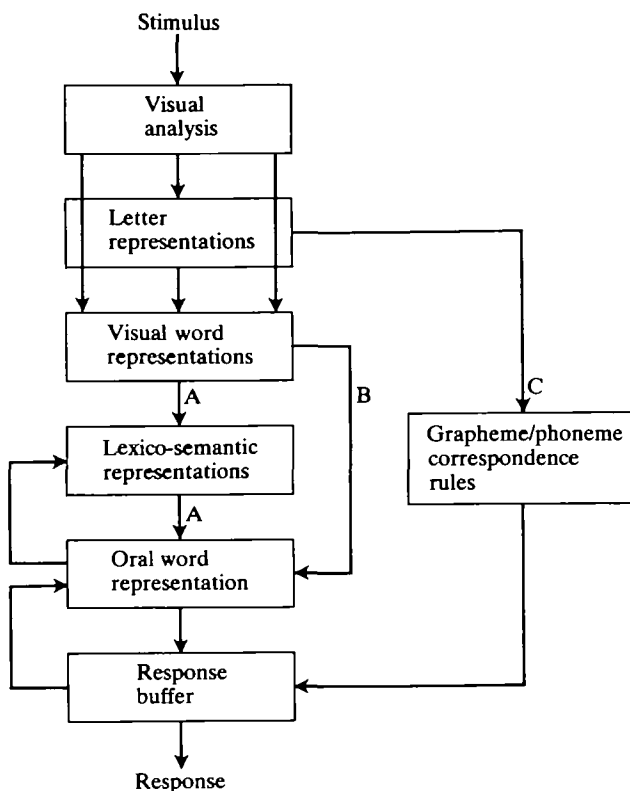 Stimulus
Visual
analysis
Letter
representations
Visual word
representations
A
B
C
Lexico-semantic
representations
Grapheme/phoneme
correspondence
rules
A
Oral word
representation
Response
buffer
Response